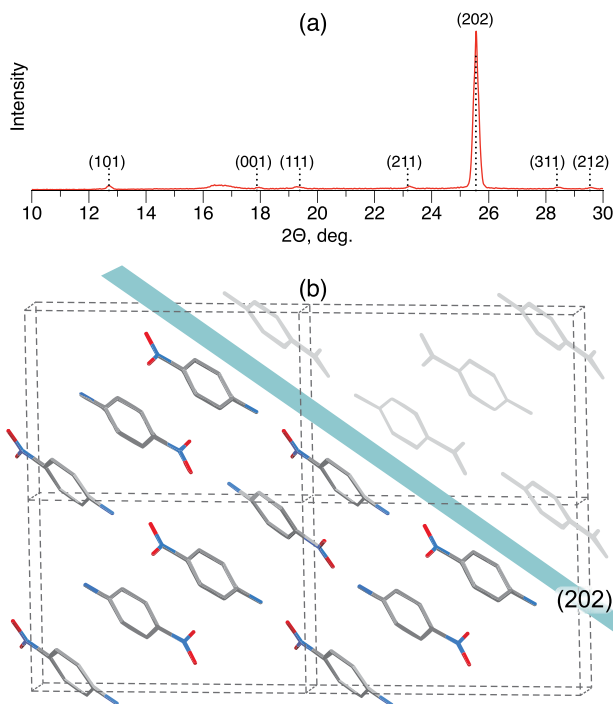 (a)
(202)
Intensity
(101)
(001)
(111)
(211)
(311)
(212)
10 12 14 16 18 20 22 24 26 28 30
2Θ, deg.
(b)
(202)